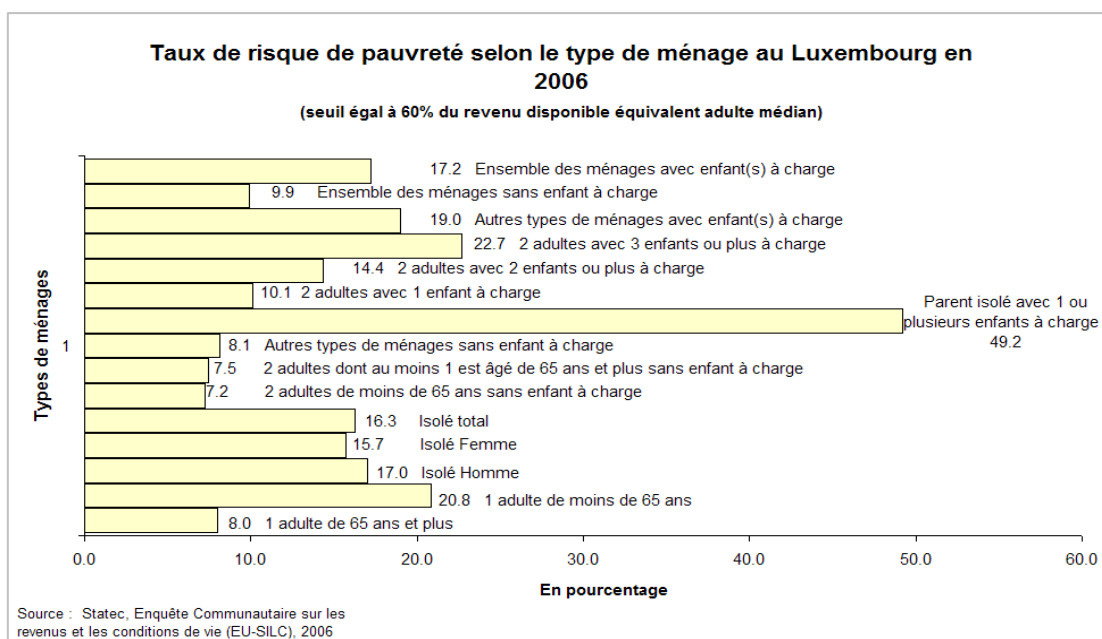 Taux de risque de pauvreté selon le type de ménage au Luxembourg en
2006
(seuil égal à 60% du revenu disponible équivalent adulte médian)
17.2 Ensemble des ménages avec enfant(s) à charge
9.9 Ensemble des ménages sans enfant à charge
19.0 Autres types de ménages avec enfant(s) à charge
22.7 2 adultes avec 3 enfants ou plus à charge
14.4 2 adultes avec 2 enfants ou plus à charge
10.1 2 adultes avec 1 enfant à charge
Parent isolé avec 1 ou
plusieurs enfants à charge
49.2
8.1 Autres types de ménages sans enfant à charge
7.5 2 adultes dont au moins 1 est âgé de 65 ans et plus sans enfant à charge
7.2 2 adultes de moins de 65 ans sans enfant à charge
16.3 Isolé total
15.7 Isolé Femme
17.0 Isolé Homme
20.8 1 adulte de moins de 65 ans
8.0 1 adulte de 65 ans et plus
Types de ménages
1
0.0 10.0 20.0 30.0 40.0 50.0 60.0
En pourcentage
Source : Statec, Enquête Communautaire sur les
revenus et les conditions de vie (EU-SILC), 2006